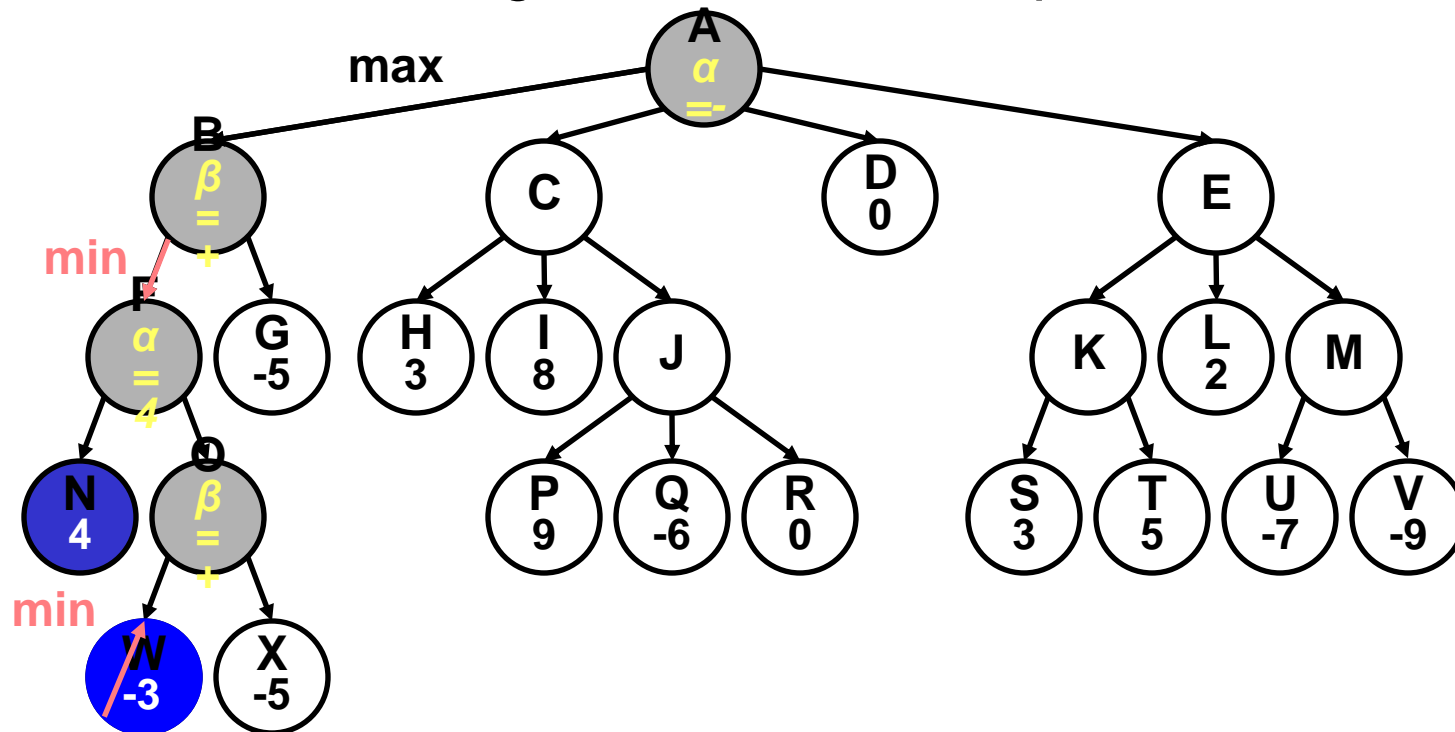 A
α
=-
max
B
β
=
+
C
D
0
E
min
F
α
=
4
G
-5
H
3
I
8
J
K
L
2
M
N
4
O
β
=
+
P
9
Q
-6
R
0
S
3
T
5
U
-7
V
-9
min
W
-3
X
-5